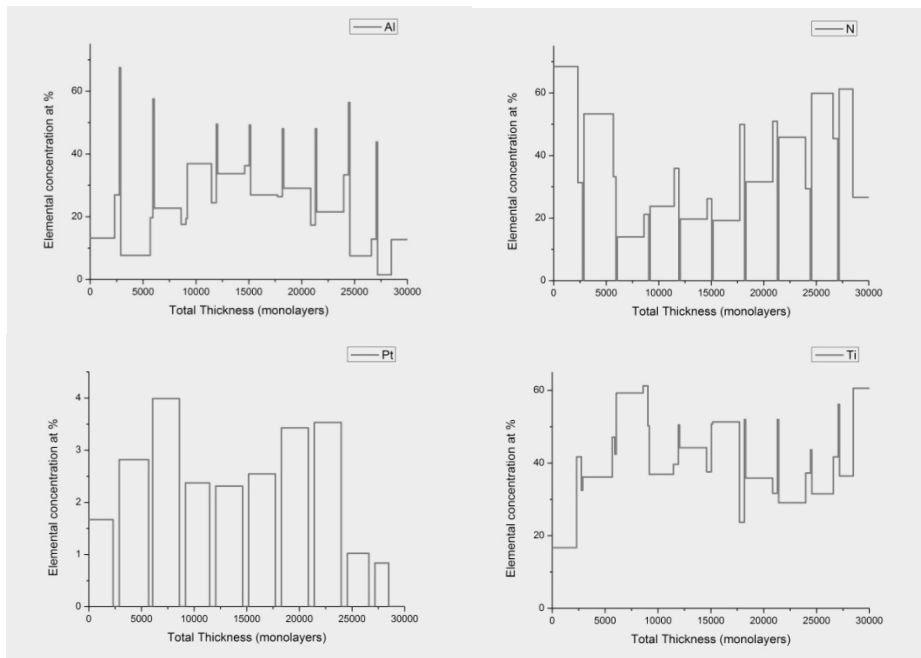 Al
Elemental concentration at %
60
40
20
0
0 5000 10000 15000 20000 25000 30000
Total Thickness (monolayers)
N
Elemental concentration at %
60
40
20
0
0 5000 10000 15000 20000 25000 30000
Total Thickness (monolayers)
Pt
Elemental concentration at %
4
3
2
1
0
0 5000 10000 15000 20000 25000 30000
Total Thickness (monolayers)
Ti
Elemental concentration at %
60
40
20
0
0 5000 10000 15000 20000 25000 30000
Total Thickness (monolayers)